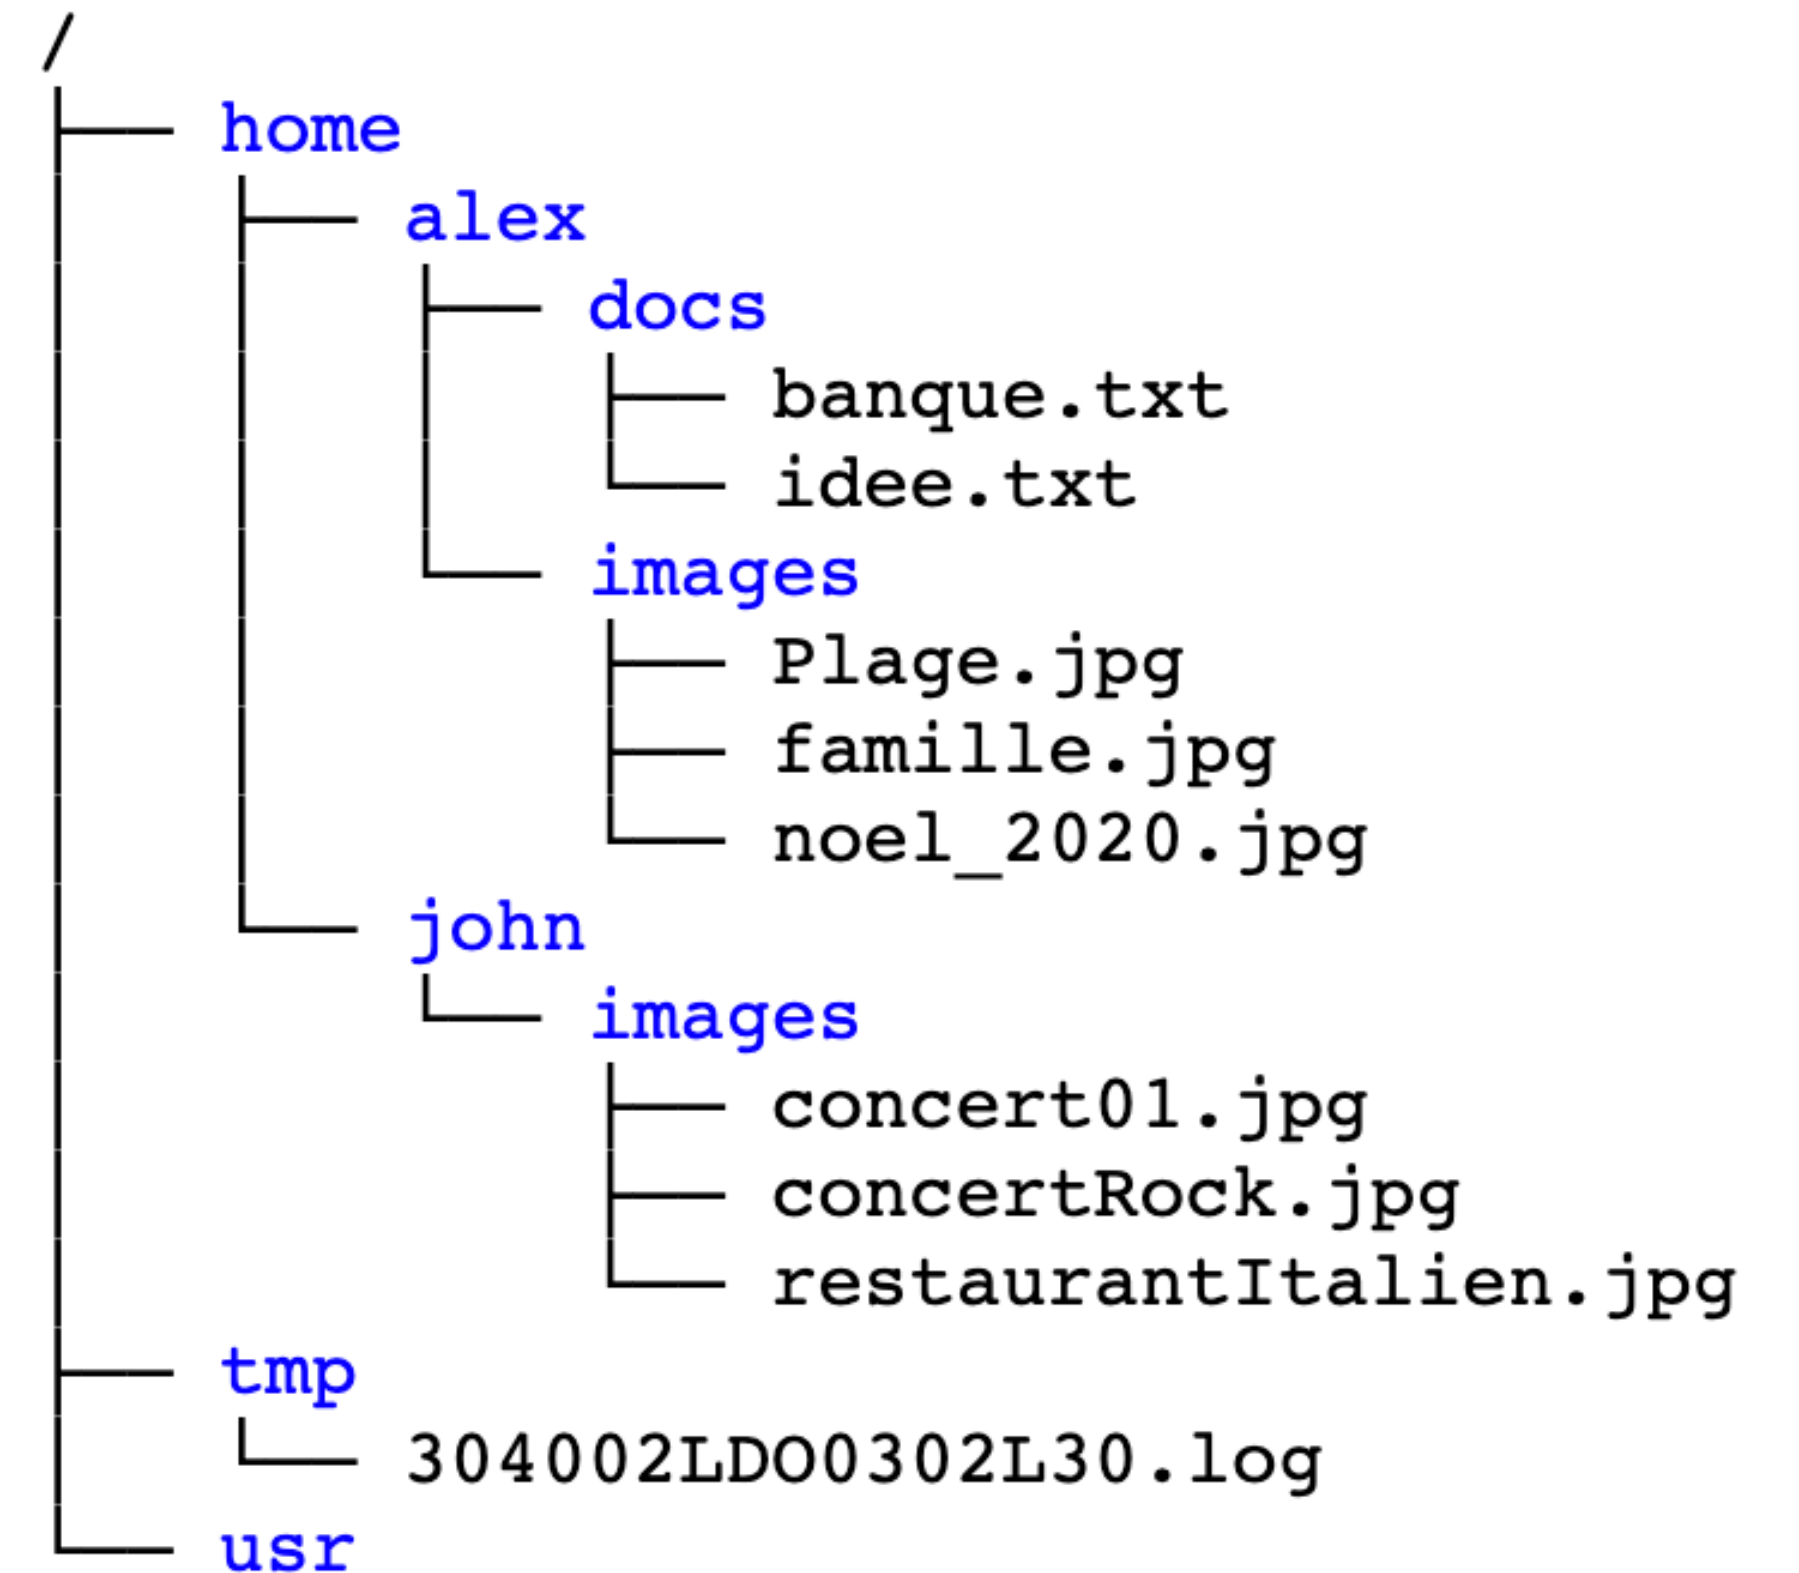 /
home
alex
docs
banque.txt
idee.txt
images
Plage.jpg
famille.jpg
noel_2020.jpg
john
images
concert01.jpg
concertRock.jpg
restaurantItalien.jpg
tmp
304002LDO0302L30.log
usr